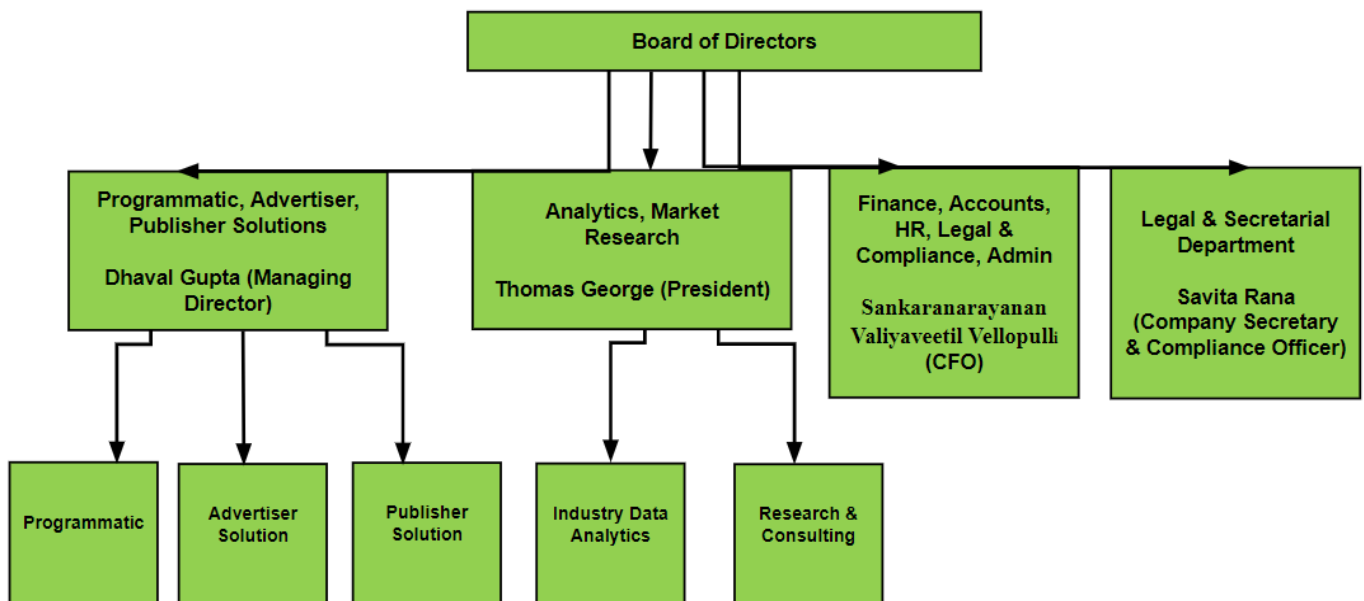 Board of Directors
Programmatic, Advertiser,
Publisher Solutions
Dhaval Gupta (Managing
Director)
Analytics, Market
Research
Thomas George (President)
Finance, Accounts,
HR, Legal &
Compliance, Admin
Sankaranarayanan
Valiyaveetil Vellopulli
(CFO)
Legal & Secretarial
Department
Savita Rana
(Company Secretary
& Compliance Officer)
Programmatic
Advertiser
Solution
Publisher
Solution
Industry Data
Analytics
Research &
Consulting